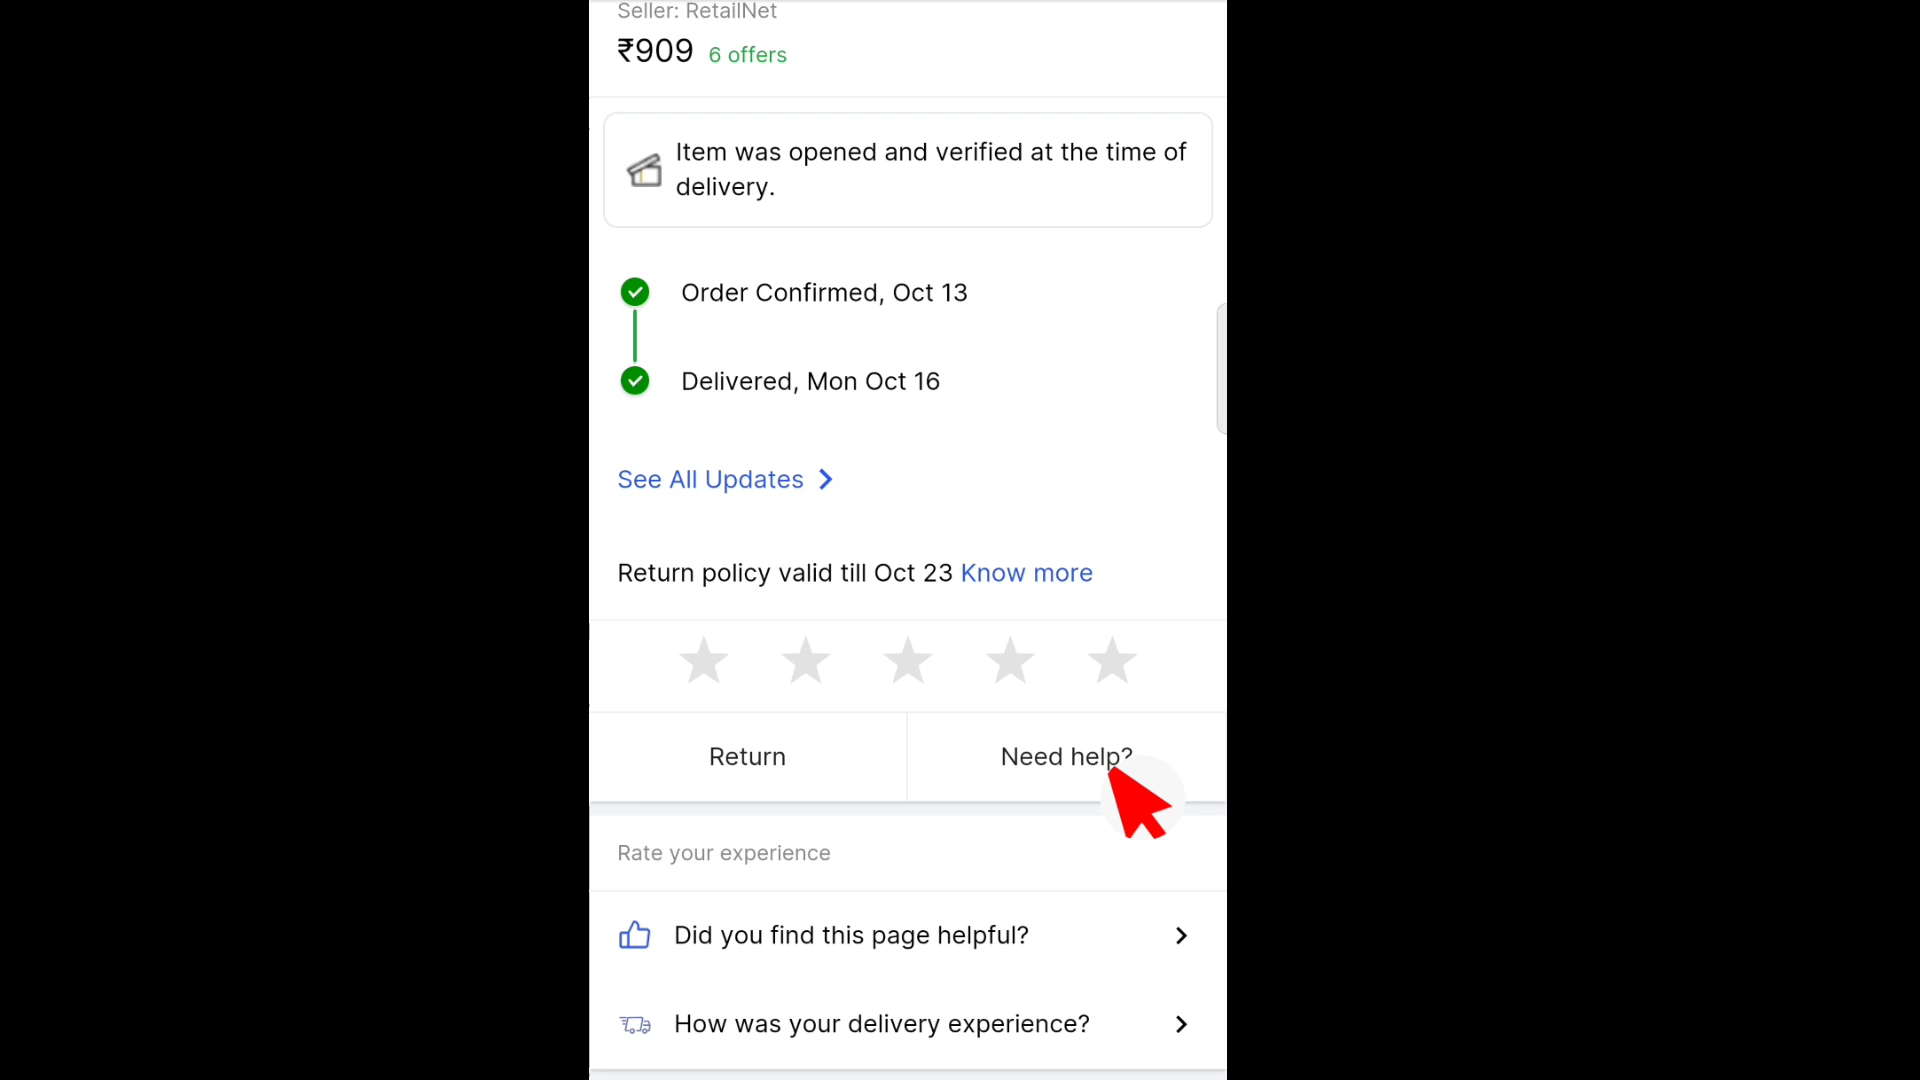 Seller: RetailNet
₹909 6 offers
Item was opened and verified at the time of
delivery.
Order Confirmed, Oct 13
Delivered, Mon Oct 16
See All Updates
Return policy valid till Oct 23 Know more
Return
Need help?
Rate your experience
Did you find this page helpful?
How was your delivery experience?